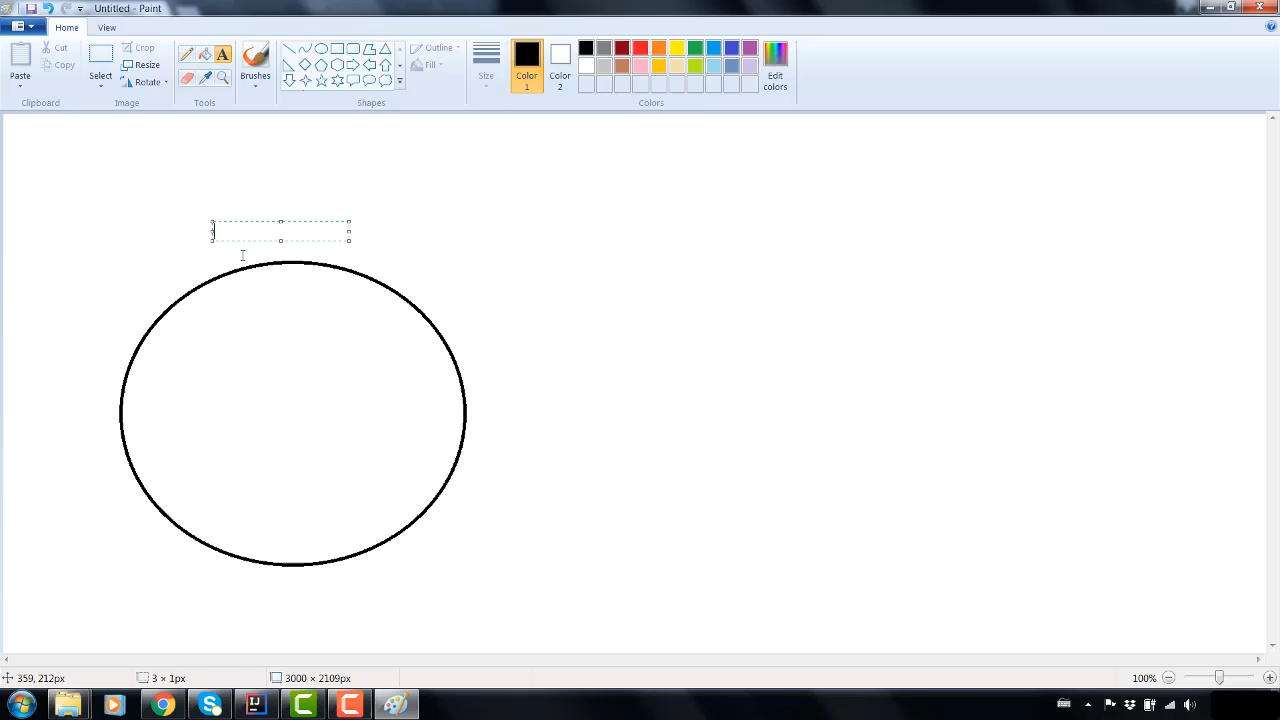 Untitled - Paint
Home View
Paste
Cut
Copy
Clipboard
Select
Crop
Resize
Rotate
Image
A
Tools
Brushes
Outline
Fill
Shapes
Size
Color
1
Color
2
Edit
colors
Colors
359, 212px
3 × 1px
3000 × 2109px
100%
S
IJ
C
C